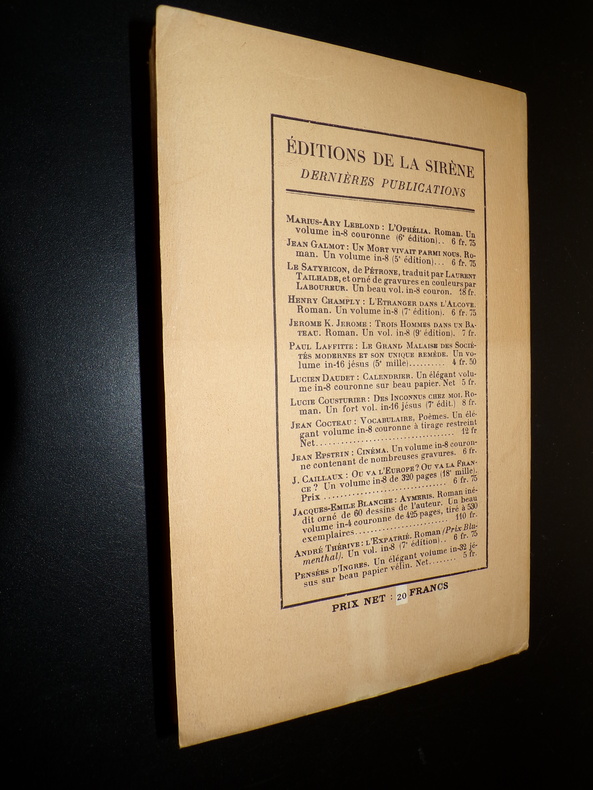 ÉDITIONS DE LA SIRÈNE
DERNIÈRES PUBLICATIONS
MARIUS-ARY LEBLOND : L'OPHÉLIA. Roman. Un
volume in-8 couronne (6e édition).. 6 fr. 75
JEAN GALMOT : UN MORT VIVAIT PARMI NOUS. Ro-
man. Un volume in-8 (5e édition)... 6 fr. 75
LE SATYRICON, de PÉTRONE, traduit par LAURENT
TAILHADE, et orné de gravures en couleurs par
LABOUREUR. Un beau vol. in-8 couron. 18 fr.
HENRY CHAMPLY : L'ETRANGER DANS L'ALCOVE.
Roman. Un volume in-8 (7e édition). 6 fr. 75
JEROME K. JEROME : TROIS HOMMES DANS UN BA-
TEAU. Roman. Un vol. in-8 (9e édition). 7 fr.
PAUL LAFFITTE : LE GRAND MALAISE DES SOCIÉ-
TÉS MODERNES ET SON UNIQUE REMÈDE. Un vo-
lume in-16 jésus (5e mille).......... 4 fr. 50
LUCIEN DAUDET : CALENDRIER. Un élégant volu-
me in-8 couronne sur beau papier. Net 5 fr.
LUCIE COUSTURIER : DES INCONNUS CHEZ MOI. Ro-
man. Un fort vol. in-16 jésus (7e édit.) 8 fr.
JEAN COCTEAU : VOCABULAIRE, Poèmes. Un élé-
gant volume in-8 couronne à tirage restreint
Net.............................. 12 fr
JEAN EPSTEIN : CINÉMA. Un volume in-8 couron-
ne contenant de nombreuses gravures. 6 fr.
J. CAILLAUX : OU VA L'EUROPE? OU VA LA FRAN-
CE ? Un volume in-8 de 320 pages (18e mille).
Prix .......................... 6 fr. 75
JACQUES-EMILE BLANCHE : AYMERIS. Roman iné-
dit orné de 60 dessins de l'auteur. Un beau
volume in-4 couronne de 425 pages, tiré à 530
exemplaires.................... 110 fr.
ANDRÉ THÉRIVE : L'EXPATRIÉ. Roman (Prix Blu-
menthal). Un vol. in-8 (7e édition).. 6 fr. 75
PENSÉES D'INGRES. Un élégant volume in-32 jé-
sus sur beau papier vélin. Net........ 5 fr.
PRIX NET : 20 FRANCS